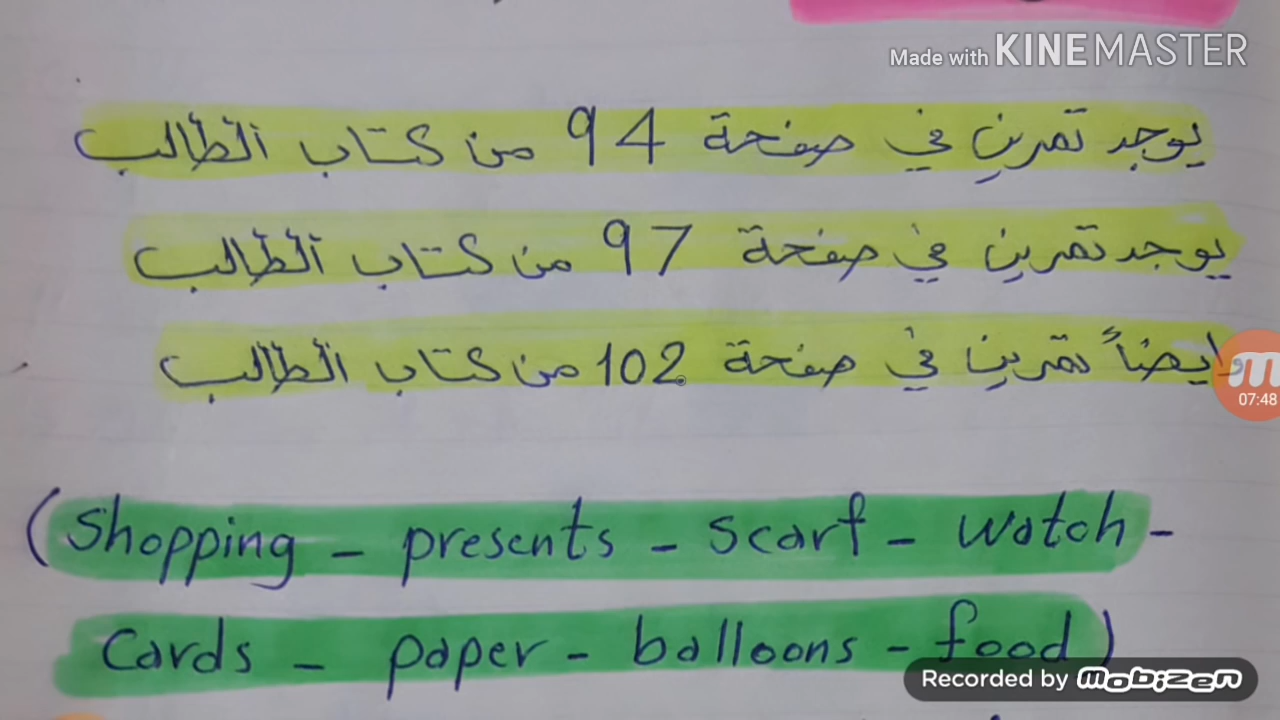 Made with KINEMASTER
يوجد تمرين في صفحة 94 من كتاب الطالب
يوجد تمرين في صفحة 97 من كتاب الطالب
وايضاً تمرين في صفحة 102 من كتاب الطالب
07:48
(Shopping - presents - scarf - watch -
cards - paper - balloons - food)
Recorded by MOBIZEN